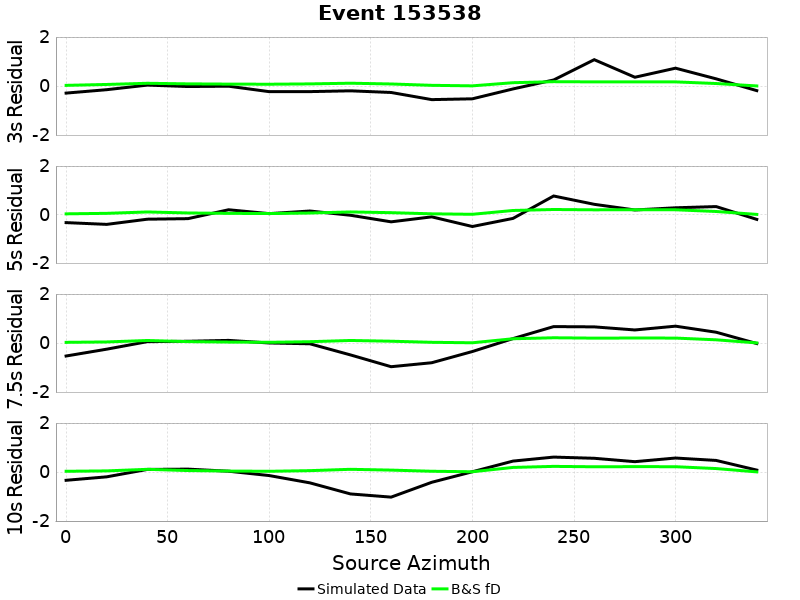 Event 153538
3s Residual
2
0
-2
5s Residual
2
0
-2
7.5s Residual
2
0
-2
10s Residual
2
0
-2
0 50 100 150 200 250 300
Source Azimuth
Simulated Data B&S fD